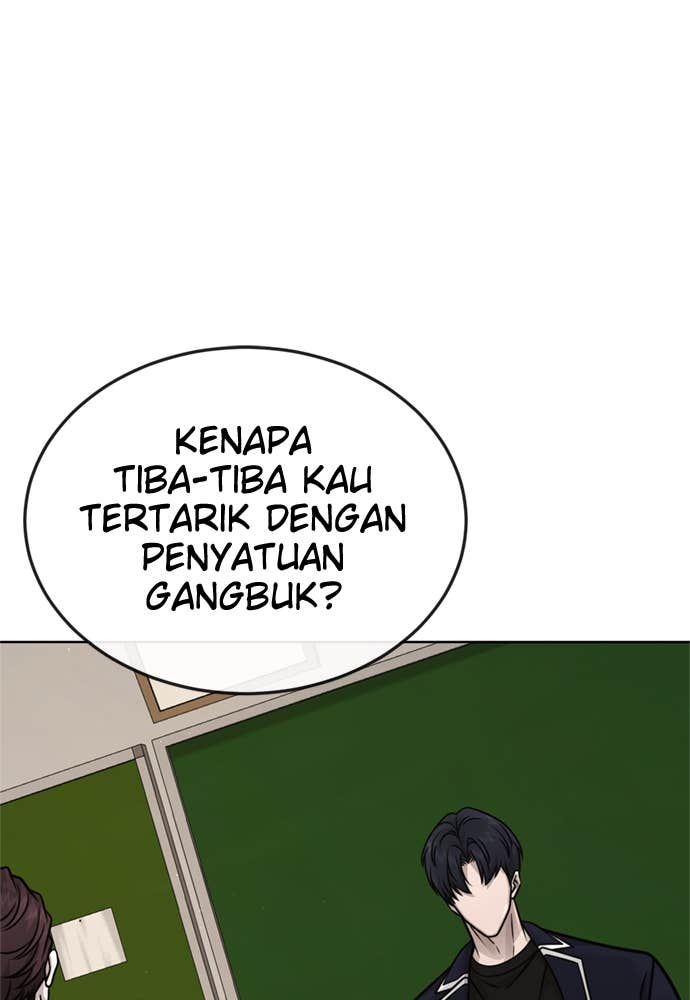 KENAPA
TIBA-TIBA KAU
TERTARIK DENGAN
PENYATUAN
GANGBUK?